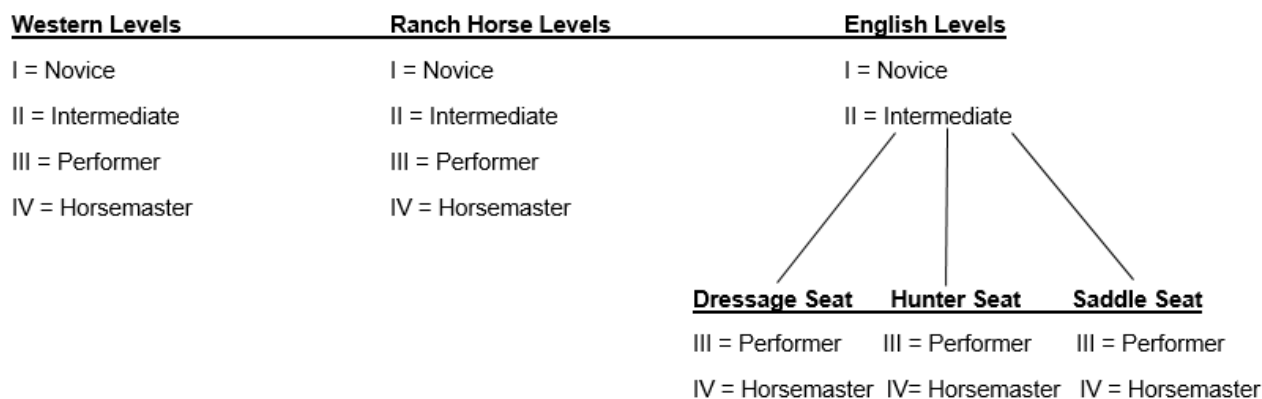 Western Levels Ranch Horse Levels English Levels
I = Novice I = Novice I = Novice
II = Intermediate II = Intermediate II = Intermediate
III = Performer III = Performer
IV = Horsemaster IV = Horsemaster
Dressage Seat Hunter Seat Saddle Seat
III = Performer III = Performer III = Performer
IV = Horsemaster IV= Horsemaster IV = Horsemaster